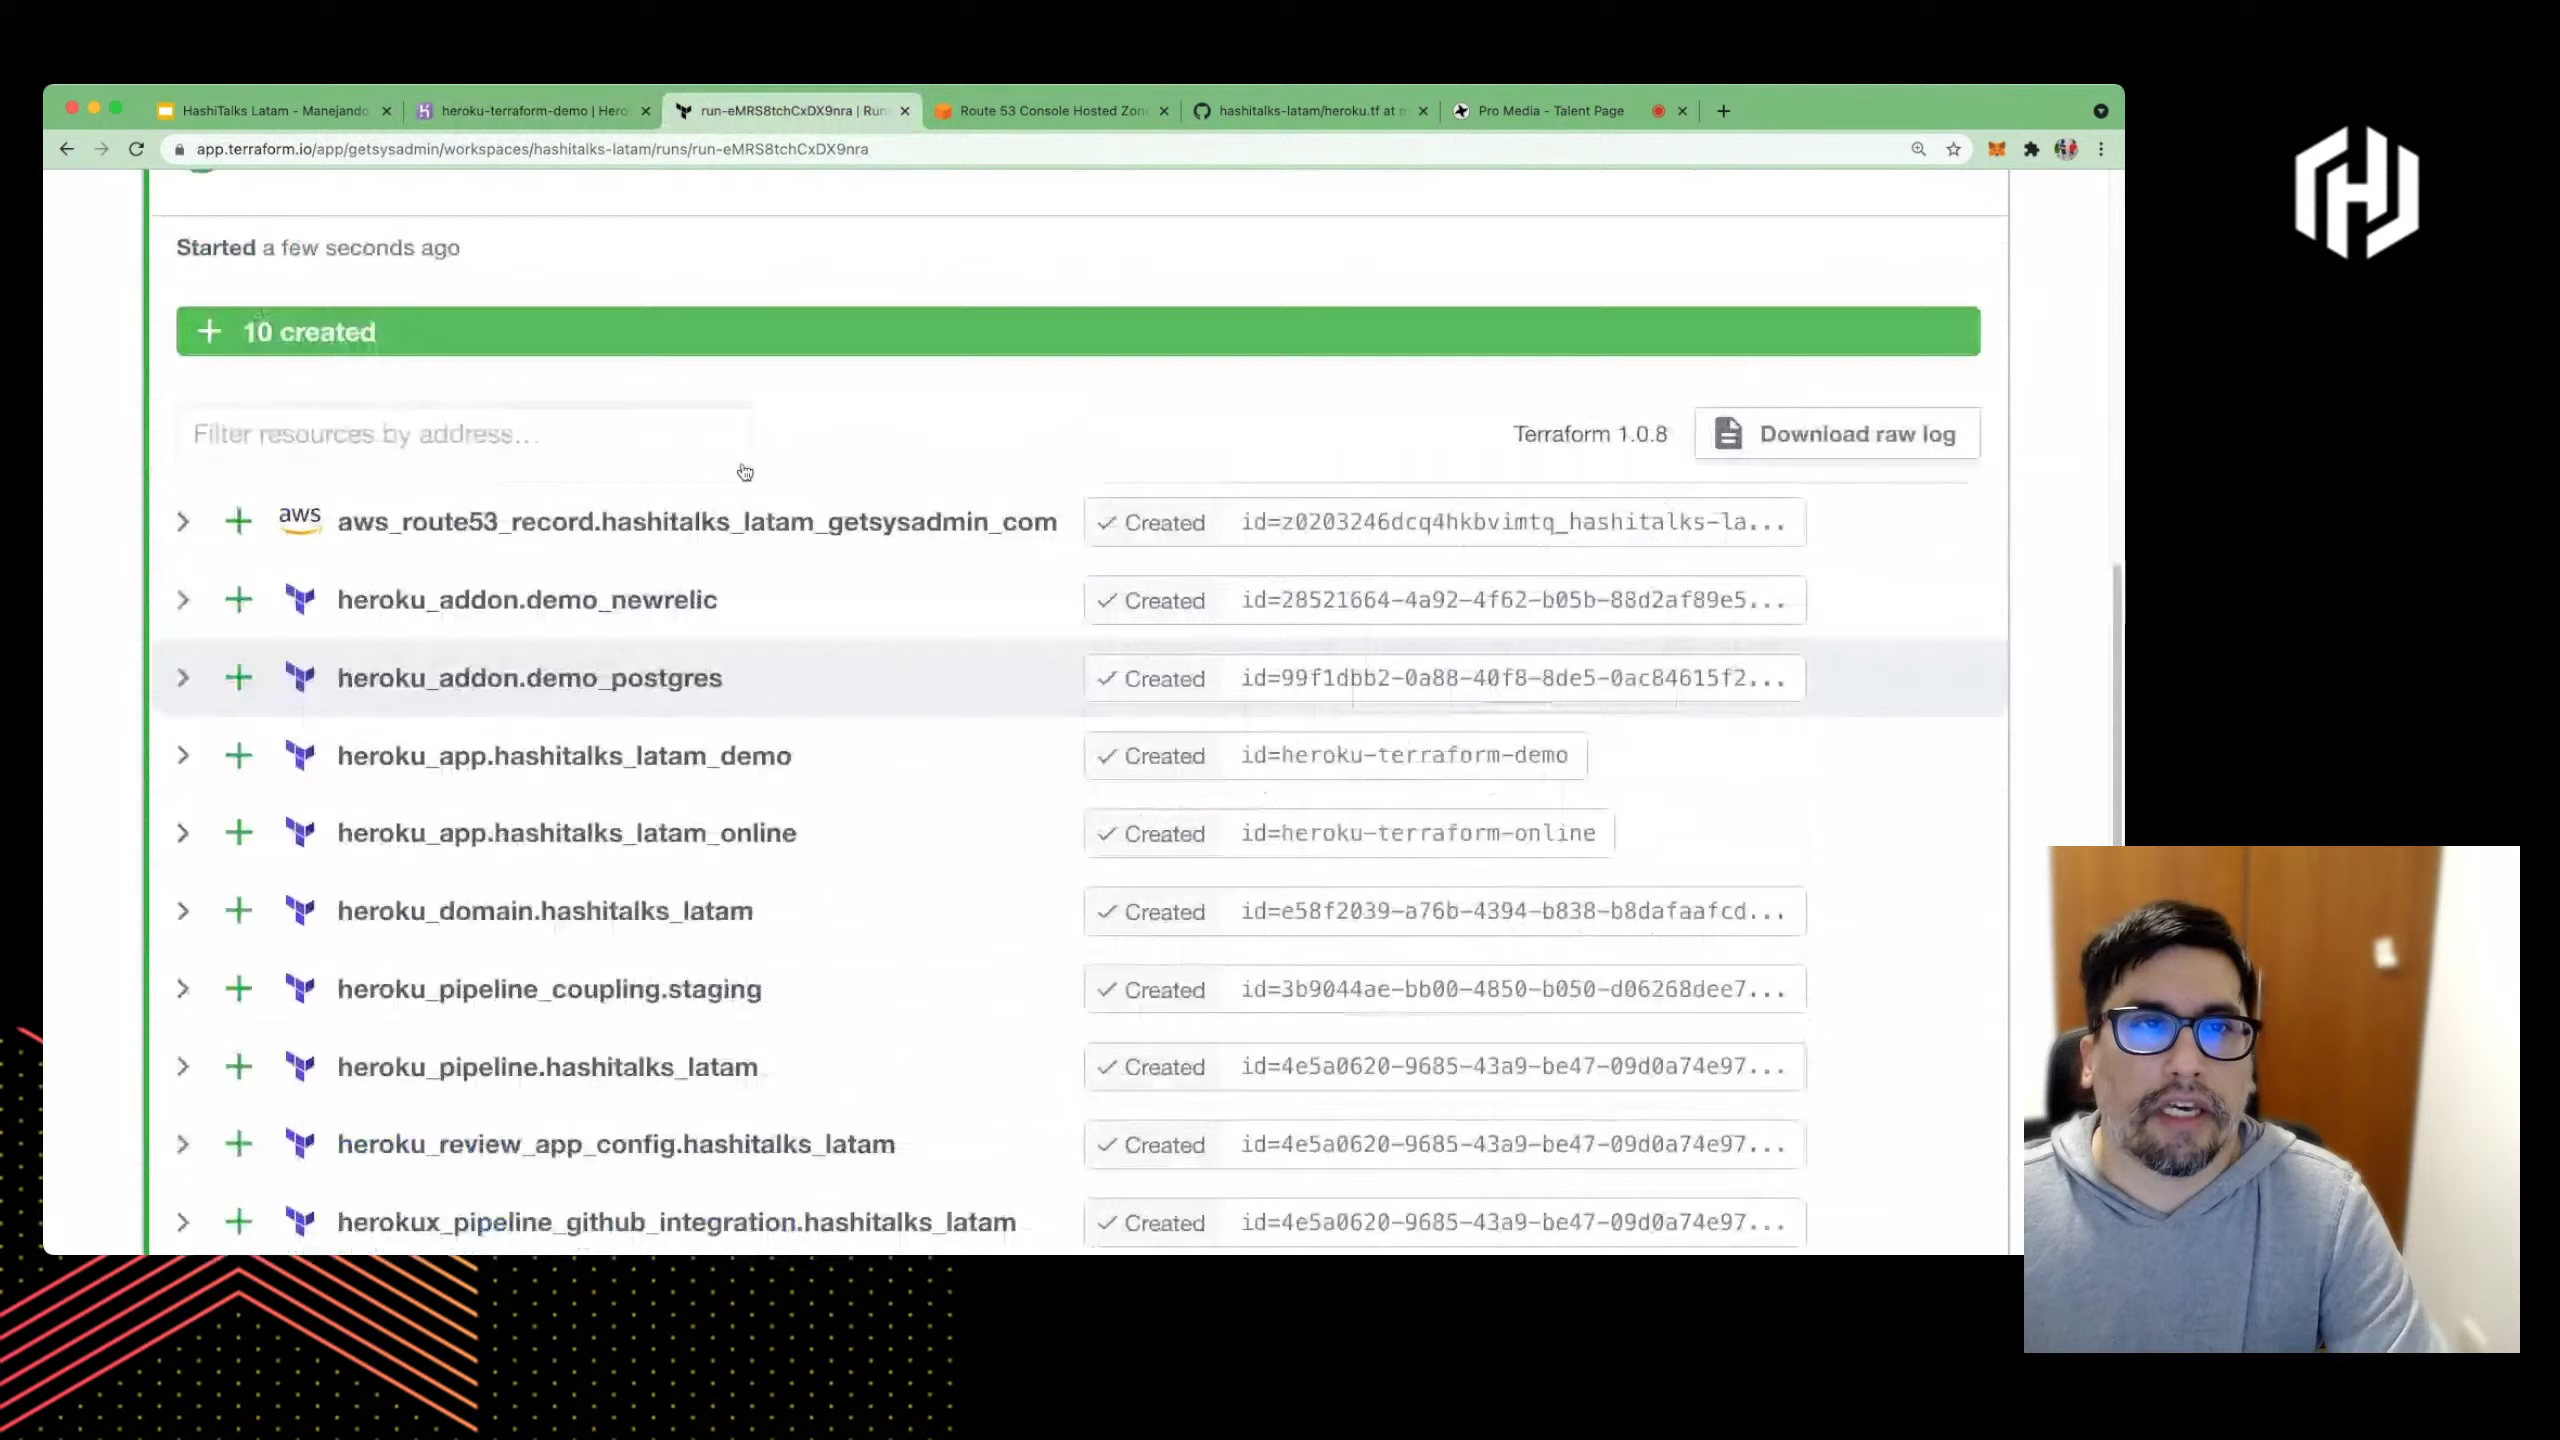 HashiTalks Latam - Manejando
heroku-terraform-demo | Hero
run-eMRS8tchCxDX9nra | Run
Route 53 Console Hosted Zon
hashitalks-latam/heroku.tf at m
Pro Media - Talent Page
app.terraform.io/app/getsysadmin/workspaces/hashitalks-latam/runs/run-eMRS8tchCxDX9nra
Started a few seconds ago
+ 10 created
Filter resources by address...
Terraform 1.0.8
Download raw log
aws aws_route53_record.hashitalks_latam_getsysadmin_com Created id=z0203246dcq4hkbvimtq_hashitalks-la...
heroku_addon.demo_newrelic Created id=28521664-4a92-4f62-b05b-88d2af89e5...
heroku_addon.demo_postgres Created id=99f1dbb2-0a88-40f8-8de5-0ac84615f2...
heroku_app.hashitalks_latam_demo Created id=heroku-terraform-demo
heroku_app.hashitalks_latam_online Created id=heroku-terraform-online
heroku_domain.hashitalks_latam Created id=e58f2039-a76b-4394-b838-b8dafaafcd...
heroku_pipeline_coupling.staging Created id=3b9044ae-bb00-4850-b050-d06268dee7...
heroku_pipeline.hashitalks_latam Created id=4e5a0620-9685-43a9-be47-09d0a74e97...
heroku_review_app_config.hashitalks_latam Created id=4e5a0620-9685-43a9-be47-09d0a74e97...
herokux_pipeline_github_integration.hashitalks_latam Created id=4e5a0620-9685-43a9-be47-09d0a74e97...